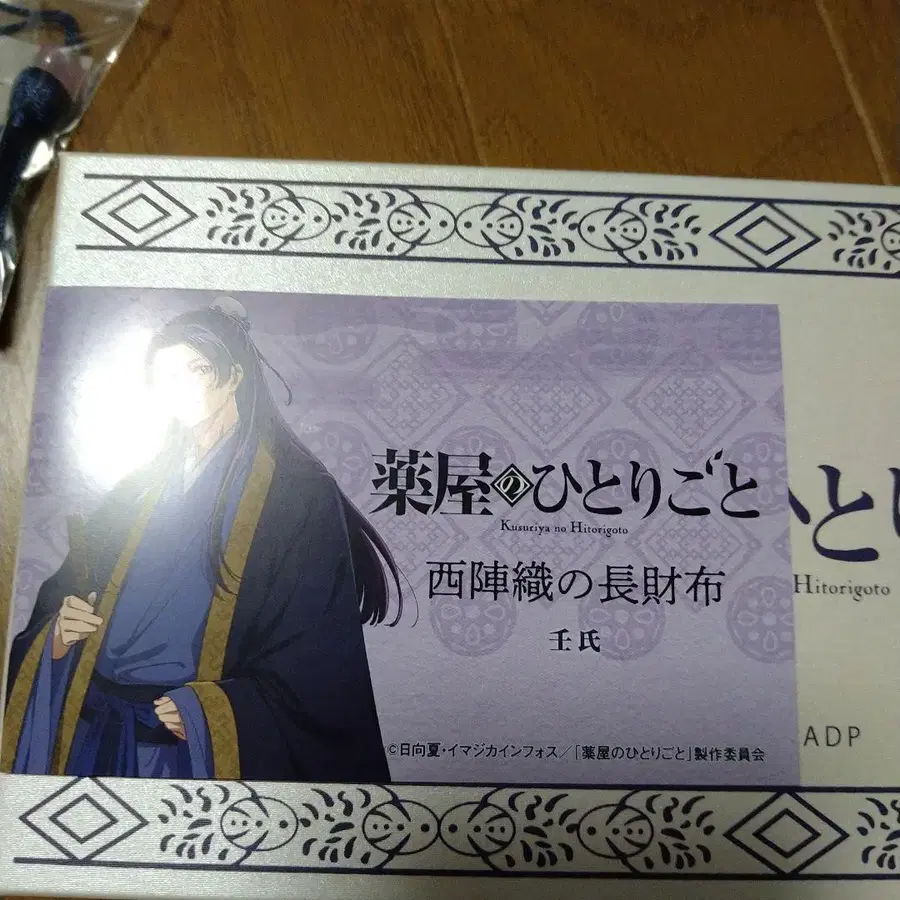 薬屋のひとりごと
Kusuriya no Hitorigoto
西陣織の長財布
壬氏
©日向夏・イマジカインフォス/「薬屋のひとりごと」製作委員会
ひとり
Hitorigoto
ADP